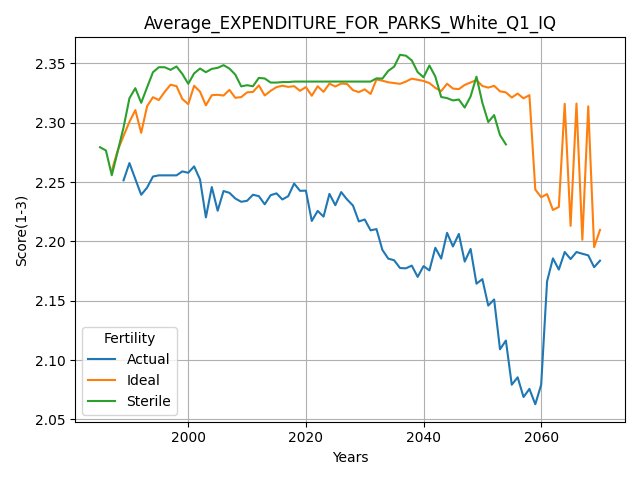 Average_EXPENDITURE_FOR_PARKS_White_Q1_IQ
Score(1-3)
2.35
2.30
2.25
2.20
2.15
2.10
2.05
Fertility
Actual
Ideal
Sterile
2000
2020
2040
2060
Years